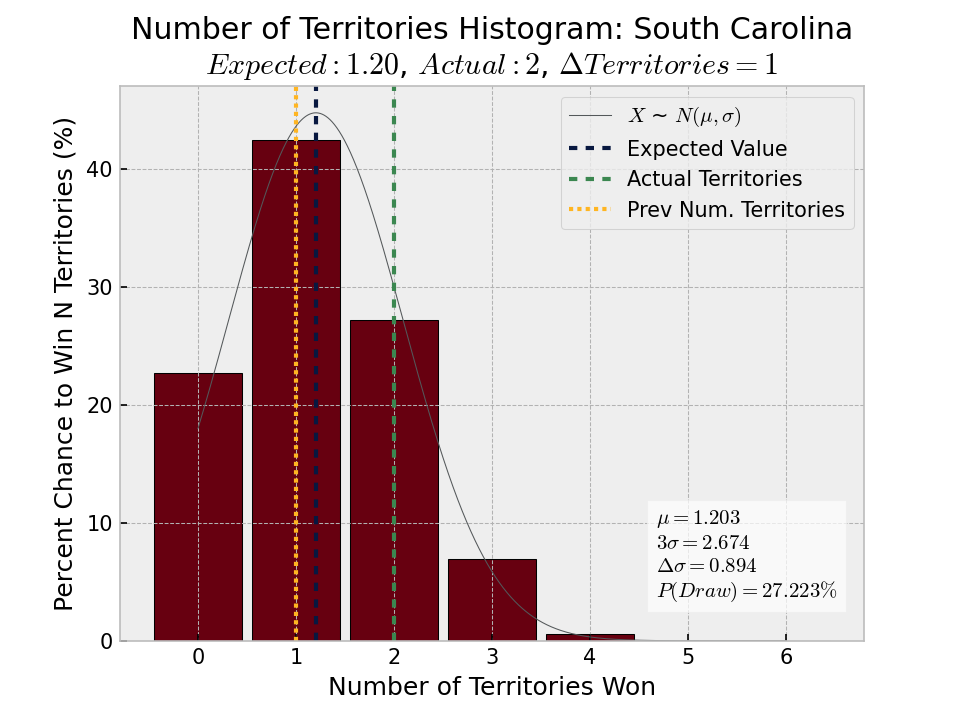 Number of Territories Histogram: South Carolina
Expected : 1.20, Actual : 2, ΔTerritories = 1
Percent Chance to Win N Territories (%)
40
30
20
10
0
X ~ N(μ, σ)
Expected Value
Actual Territories
Prev Num. Territories
μ = 1.203
3σ = 2.674
Δσ = 0.894
P(Draw) = 27.223%
0 1 2 3 4 5 6
Number of Territories Won